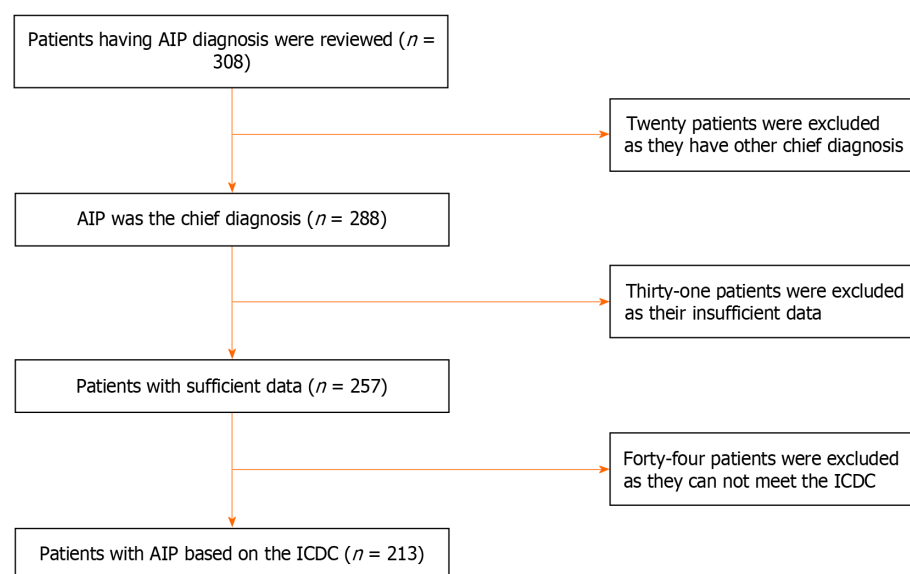 Patients having AIP diagnosis were reviewed (n =
308)
Twenty patients were excluded
as they have other chief diagnosis
AIP was the chief diagnosis (n = 288)
Thirty-one patients were excluded
as their insufficient data
Patients with sufficient data (n = 257)
Forty-four patients were excluded
as they can not meet the ICDC
Patients with AIP based on the ICDC (n = 213)